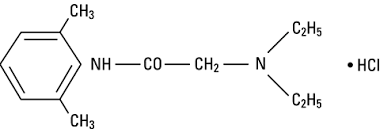 CH₃
C₂H₅
NH — CO — CH₂ — N • HCl
C₂H₅
CH₃